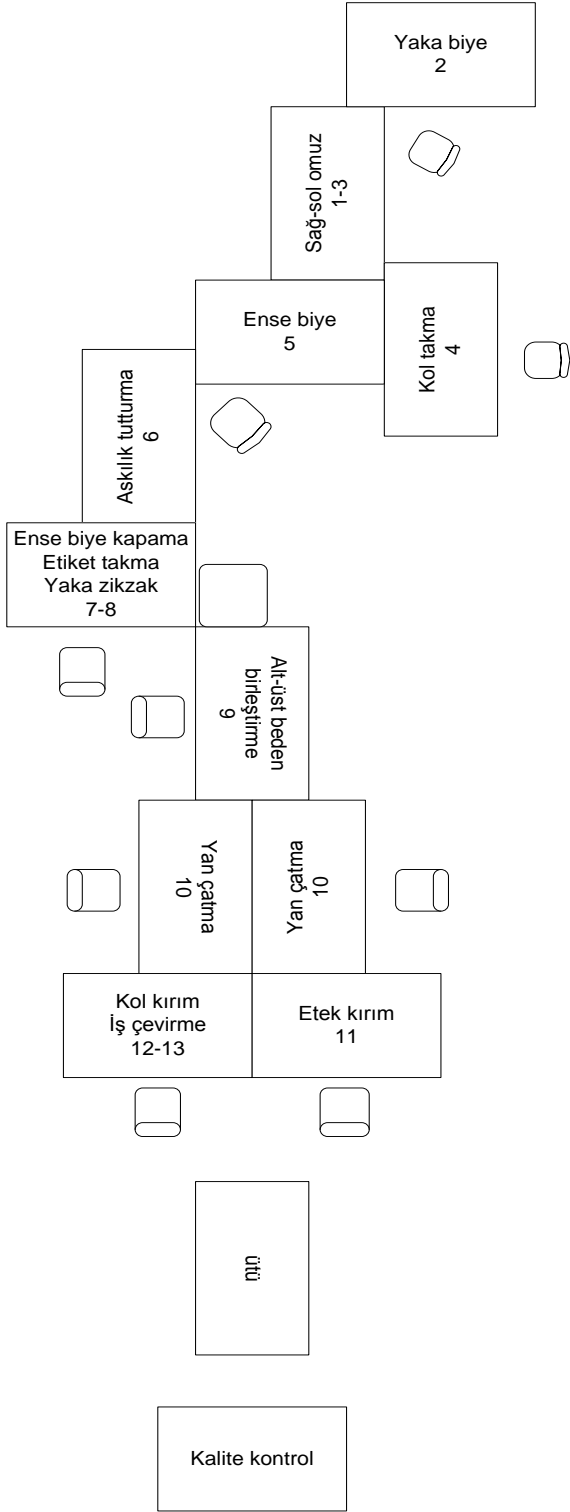 Yaka biye
2
Sağ-sol omuz
1-3
Ense biye
5
Kol takma
4
Askılık tutturma
6
Ense biye kapama
Etiket takma
Yaka zikzak
7-8
Alt-üst beden
birleştirme
9
Yan çatma
10
Yan çatma
10
Kol kırım
İş çevirme
12-13
Etek kırım
11
ütü
Kalite kontrol